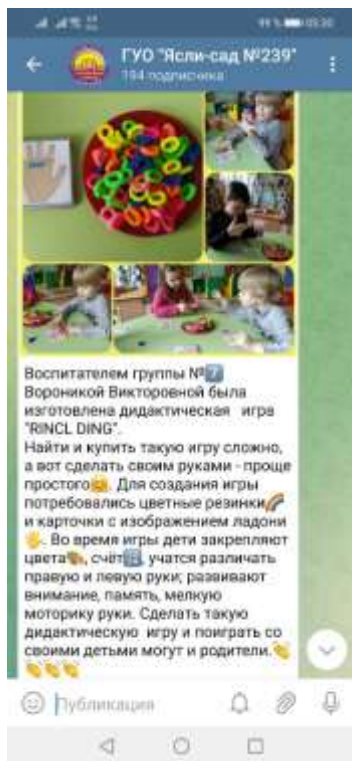 ГУО "Ясли-сад №239"
194 подписчика
Воспитателем группы №7
Вороникой Викторовной была
изготовлена дидактическая игра
"RINCL DING".
Найти и купить такую игру сложно,
а вот сделать своим руками - проще
простого😊. Для создания игры
потребовались цветные резинки🌈
и карточки с изображением ладони
🖐. Во время игры дети закрепляют
цвета🎨, счёт🔢, учатся различать
правую и левую руки; развивают
внимание, память, мелкую
моторику руки. Сделать такую
дидактическую игру и поиграть со
своими детьми могут и родители.👏
👏👏👏
Публикация